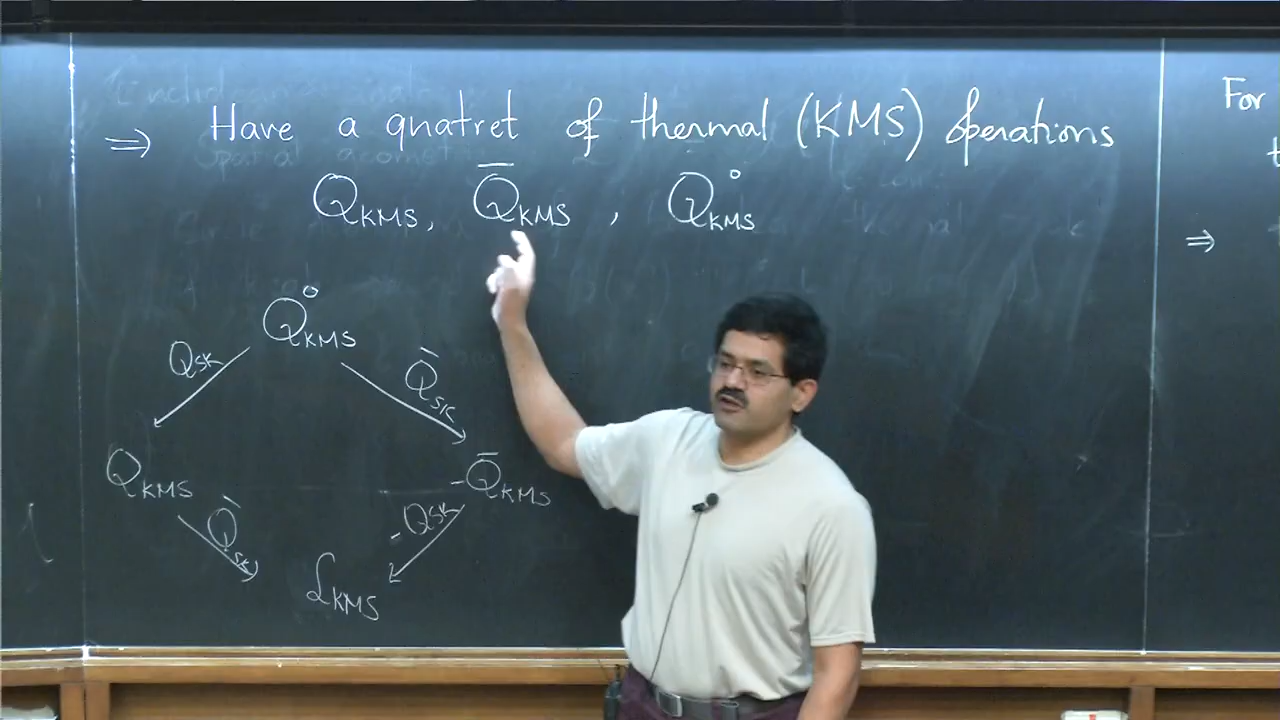 ⇒ Have a quatret of thermal (KMS) Operations
Q_KMS, Q̄_KMS, Q°_KMS
Q°_KMS
Q_SK Q̄_SK
Q_KMS -Q̄_KMS
Q̄_SK -Q_SK
ℒ_KMS
For
⇒